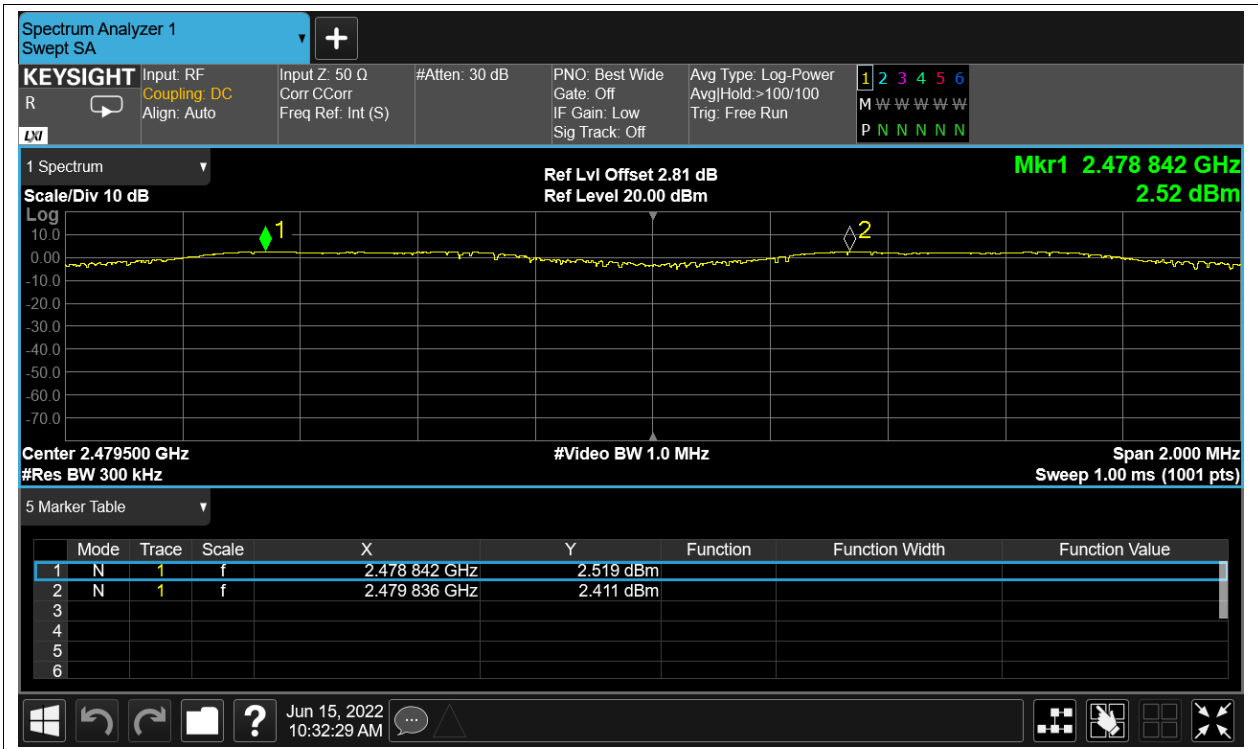 Spectrum Analyzer 1
Swept SA
KEYSIGHT
R
LXI
Input: RF
Coupling: DC
Align: Auto
Input Z: 50 Ω
Corr CCorr
Freq Ref: Int (S)
#Atten: 30 dB
PNO: Best Wide
Gate: Off
IF Gain: Low
Sig Track: Off
Avg Type: Log-Power
Avg|Hold:>100/100
Trig: Free Run
1 2 3 4 5 6
M W W W W W
P N N N N N
1 Spectrum
Scale/Div 10 dB
Ref Lvl Offset 2.81 dB
Ref Level 20.00 dBm
Mkr1 2.478 842 GHz
2.52 dBm
Log
10.0
0.00
-10.0
-20.0
-30.0
-40.0
-50.0
-60.0
-70.0
1
2
Center 2.479500 GHz
#Res BW 300 kHz
#Video BW 1.0 MHz
Span 2.000 MHz
Sweep 1.00 ms (1001 pts)
5 Marker Table
Mode Trace Scale X Y Function Function Width Function Value
1 N 1 f 2.478 842 GHz 2.519 dBm
2 N 1 f 2.479 836 GHz 2.411 dBm
3
4
5
6
?
Jun 15, 2022
10:32:29 AM